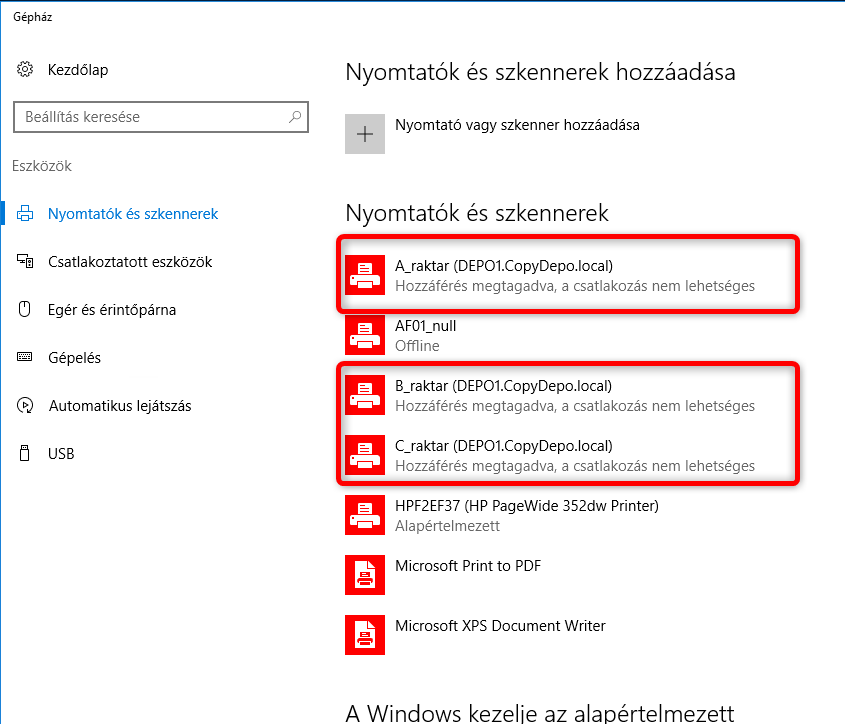 Gépház
Kezdőlap
Beállítás keresése
Eszközök
Nyomtatók és szkennerek
Csatlakoztatott eszközök
Egér és érintőpárna
Gépelés
Automatikus lejátszás
USB
Nyomtatók és szkennerek hozzáadása
Nyomtató vagy szkenner hozzáadása
Nyomtatók és szkennerek
A_raktar (DEPO1.CopyDepo.local)
Hozzáférés megtagadva, a csatlakozás nem lehetséges
AF01_null
Offline
B_raktar (DEPO1.CopyDepo.local)
Hozzáférés megtagadva, a csatlakozás nem lehetséges
C_raktar (DEPO1.CopyDepo.local)
Hozzáférés megtagadva, a csatlakozás nem lehetséges
HPF2EF37 (HP PageWide 352dw Printer)
Alapértelmezett
Microsoft Print to PDF
Microsoft XPS Document Writer
A Windows kezelje az alapértelmezett